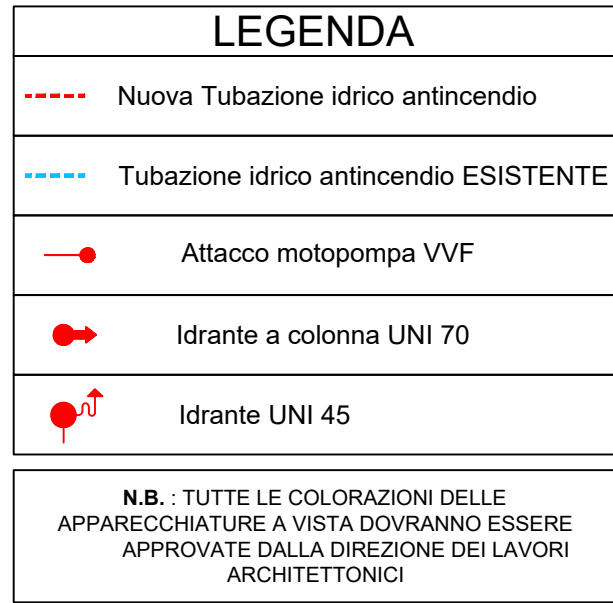 LEGENDA
Nuova Tubazione idrico antincendio
Tubazione idrico antincendio ESISTENTE
Attacco motopompa VVF
Idrante a colonna UNI 70
Idrante UNI 45
N.B. : TUTTE LE COLORAZIONI DELLE
APPARECCHIATURE A VISTA DOVRANNO ESSERE
APPROVATE DALLA DIREZIONE DEI LAVORI
ARCHITETTONICI